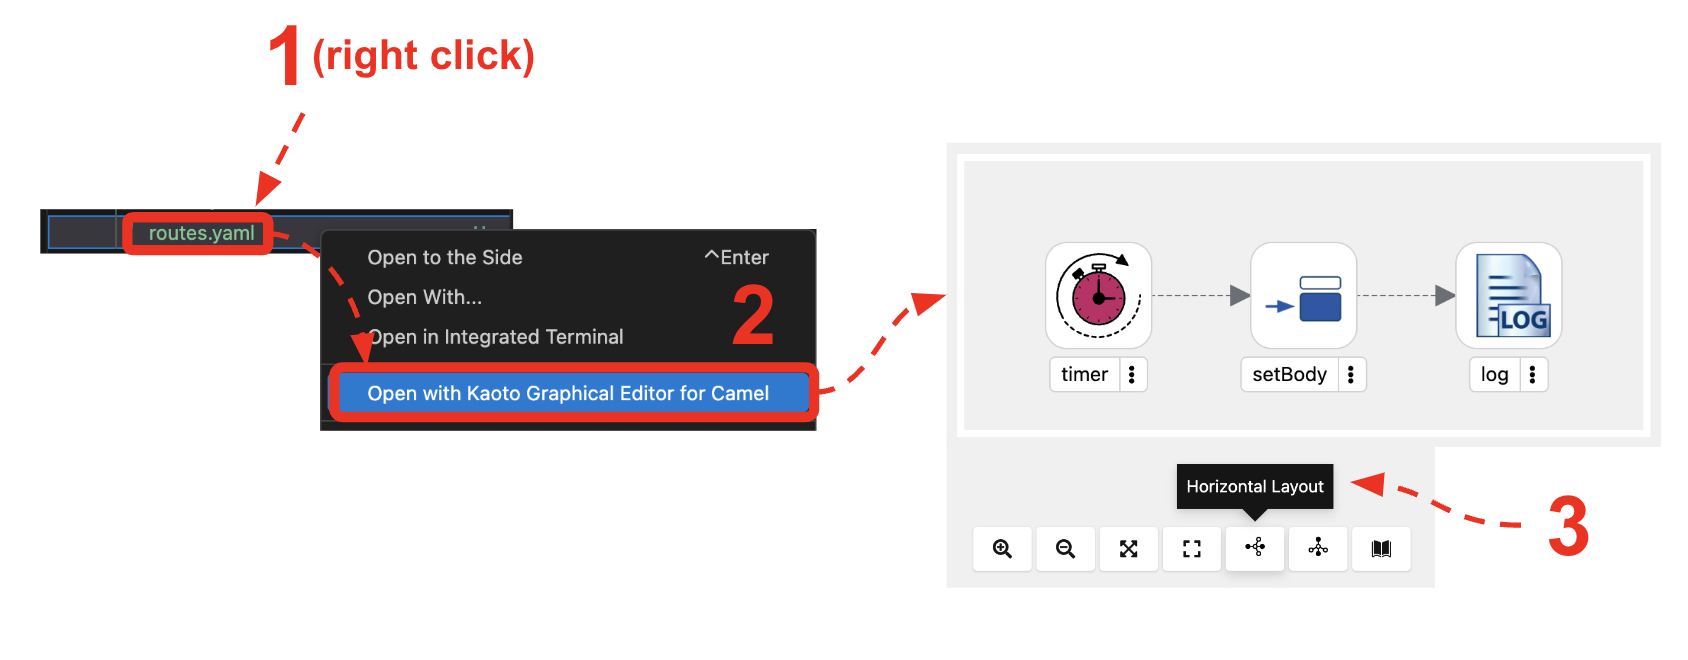 1 (right click)
routes.yaml
Open to the Side ^Enter
Open With...
2
Open in Integrated Terminal
Open with Kaoto Graphical Editor for Camel
LOG
timer
setBody
log
Horizontal Layout
3